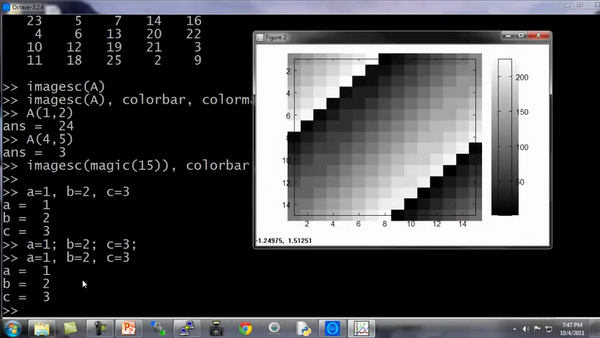 Octave-3.2.4
23 5 7 14 16
4 6 13 20 22
10 12 19 21 3
11 18 25 2 9
>> imagesc(A)
>> imagesc(A), colorbar, colorma
>> A(1,2)
ans = 24
>> A(4,5)
ans = 3
>> imagesc(magic(15)), colorbar
>>
>> a=1, b=2, c=3
a = 1
b = 2
c = 3
>> a=1; b=2; c=3;
>> a=1, b=2, c=3
a = 1
b = 2
c = 3
>>
Figure 2
2
4
6
8
10
12
14
2 4 6 8 10 12 14
200
150
100
50
-1.24975, 1.51251
7:47 PM
10/4/2011